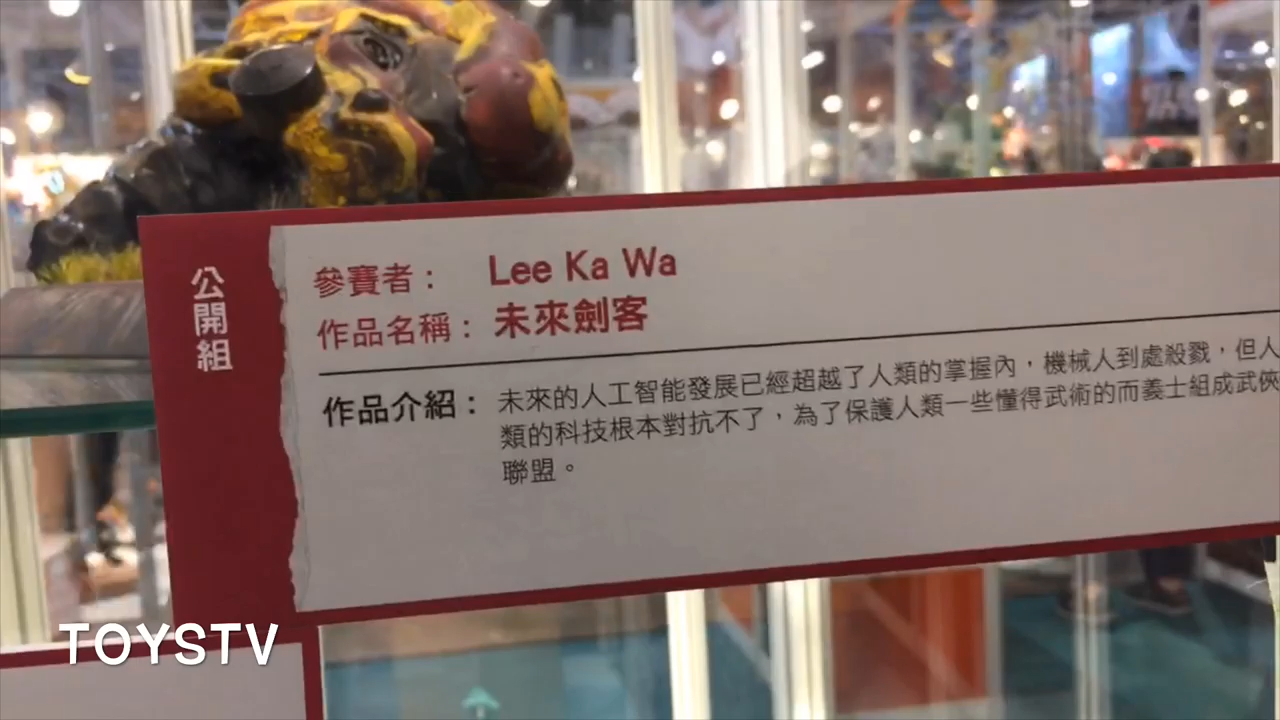 公開組
參賽者： Lee Ka Wa
作品名稱： 未來劍客
作品介紹： 未來的人工智能發展已經超越了人類的掌握內，機械人到處殺戮，但人
類的科技根本對抗不了，為了保護人類一些懂得武術的而義士組成武俠
聯盟。
TOYSTV